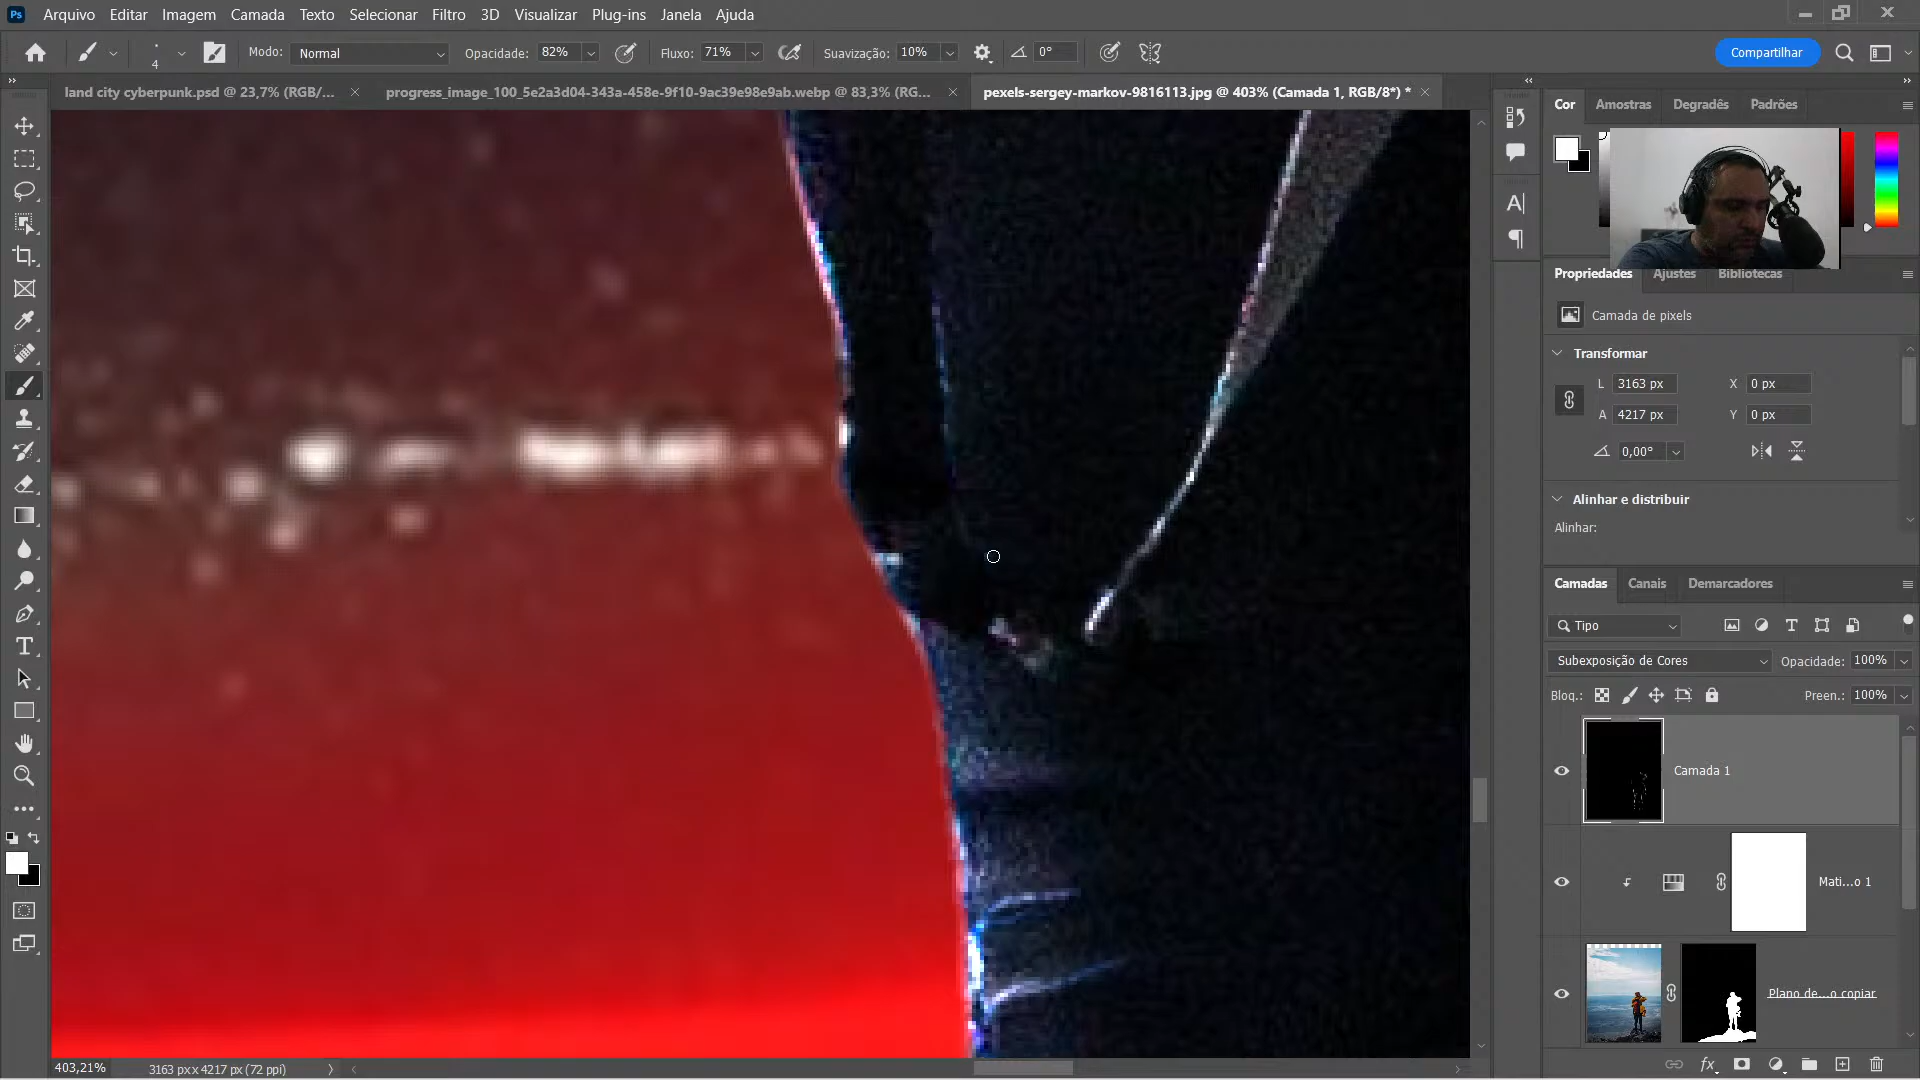 Ps Arquivo Editar Imagem Camada Texto Selecionar Filtro 3D Visualizar Plug-ins Janela Ajuda
4 Modo: Normal Opacidade: 82% Fluxo: 71% Suavização: 10% 0° Compartilhar
land city cyberpunk.psd @ 23,7% (RGB/... progress_image_100_5e2a3d04-343a-458e-9f10-9ac39e98e9ab.webp @ 83,3% (RG... pexels-sergey-markov-9816113.jpg @ 403% (Camada 1, RGB/8*) *
Cor Amostras Degradês Padrões
Propriedades Ajustes Bibliotecas
Camada de pixels
Transformar
L 3163 px X 0 px
A 4217 px Y 0 px
0,00°
Alinhar e distribuir
Alinhar:
Camadas Canais Demarcadores
Tipo
Subexposição de Cores Opacidade: 100%
Bloq.: Preen.: 100%
Camada 1
Mati...o 1
Plano de...o copiar
403,21% 3163 px x 4217 px (72 ppi)